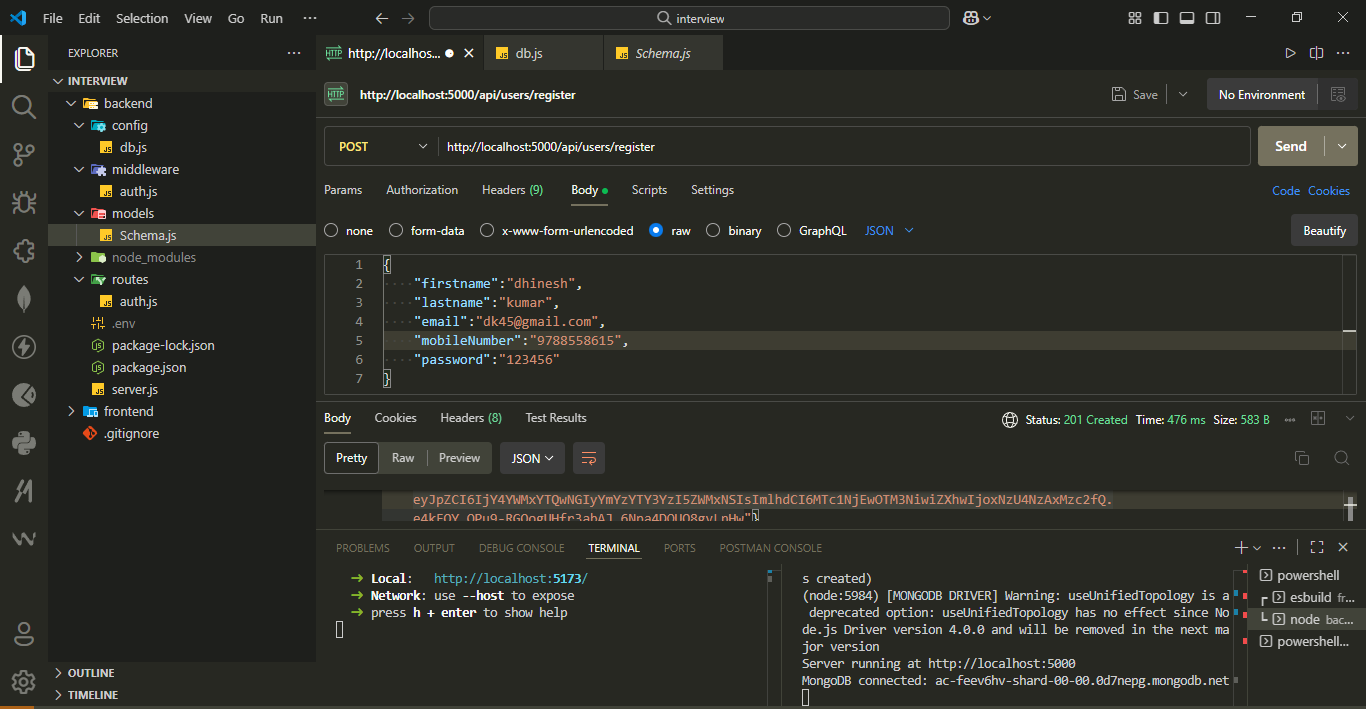 File Edit Selection View Go Run ··· interview
EXPLORER ···
INTERVIEW
backend
config
JS db.js
middleware
JS auth.js
models
JS Schema.js
node_modules
routes
JS auth.js
.env
package-lock.json
package.json
JS server.js
frontend
.gitignore
OUTLINE
TIMELINE
HTTP http://localhos... JS db.js JS Schema.js
HTTP http://localhost:5000/api/users/register Save No Environment
POST http://localhost:5000/api/users/register Send
Params Authorization Headers (9) Body Scripts Settings Code Cookies
none form-data x-www-form-urlencoded raw binary GraphQL JSON Beautify
1 {
2 ····"firstname":"dhinesh",
3 ····"lastname":"kumar",
4 ····"email":"dk45@gmail.com",
5 ····"mobileNumber":"9788558615",
6 ····"password":"123456"
7 }
Body Cookies Headers (8) Test Results Status: 201 Created Time: 476 ms Size: 583 B
Pretty Raw Preview JSON
eyJpZCI6IjY4YWMxYTQwNGIyYmYzYTY3YzI5ZWMxNSIsImlhdCI6MTc1NjEwOTM3NiwiZXhwIjoxNzU4NzAxMzc2fQ.
PROBLEMS OUTPUT DEBUG CONSOLE TERMINAL PORTS POSTMAN CONSOLE
➜ Local: http://localhost:5173/
➜ Network: use --host to expose
➜ press h + enter to show help
s created)
(node:5984) [MONGODB DRIVER] Warning: useUnifiedTopology is a
deprecated option: useUnifiedTopology has no effect since No
de.js Driver version 4.0.0 and will be removed in the next ma
jor version
Server running at http://localhost:5000
MongoDB connected: ac-feev6hv-shard-00-00.0d7nepg.mongodb.net
powershell
esbuild fr...
node bac...
powershell...